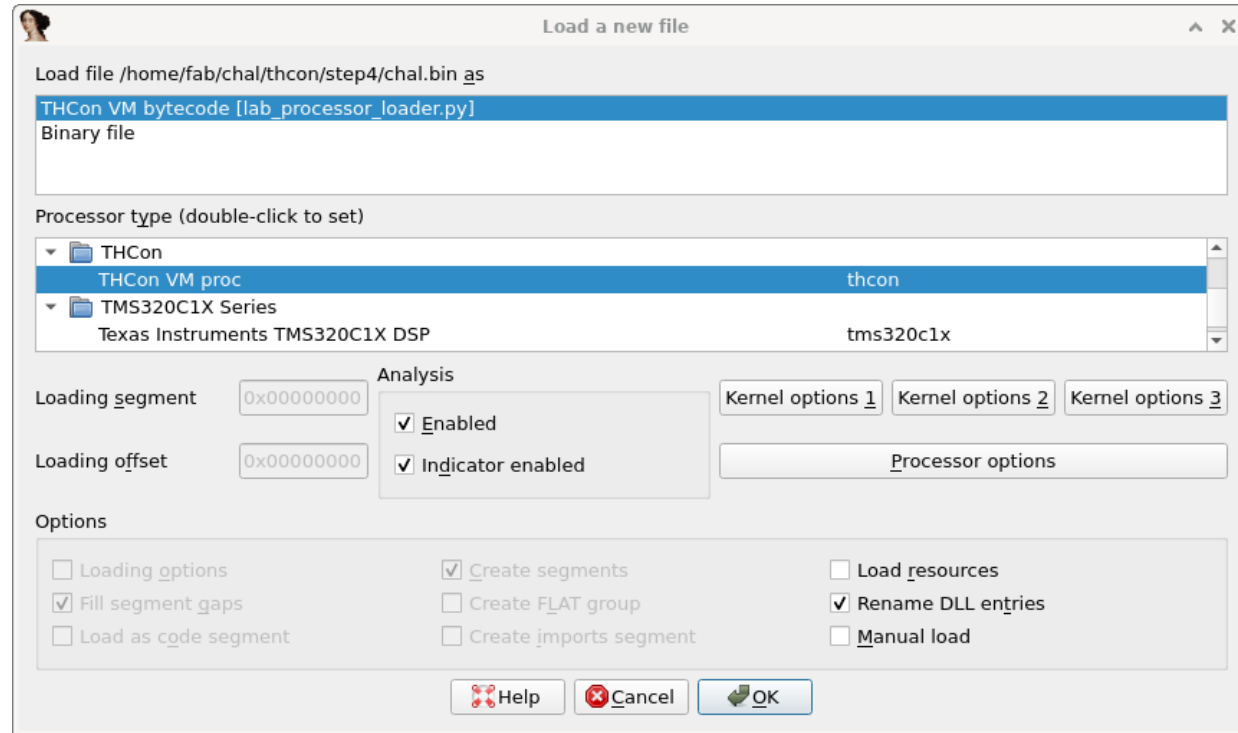 Load a new file
Load file /home/fab/chal/thcon/step4/chal.bin as
THCon VM bytecode [lab_processor_loader.py]
Binary file
Processor type (double-click to set)
THCon
THCon VM proc thcon
TMS320C1X Series
Texas Instruments TMS320C1X DSP tms320c1x
Analysis
Loading segment 0x00000000 Kernel options 1 Kernel options 2 Kernel options 3
Enabled
Loading offset 0x00000000 Indicator enabled Processor options
Options
Loading options Create segments Load resources
Fill segment gaps Create FLAT group Rename DLL entries
Load as code segment Create imports segment Manual load
Help Cancel OK